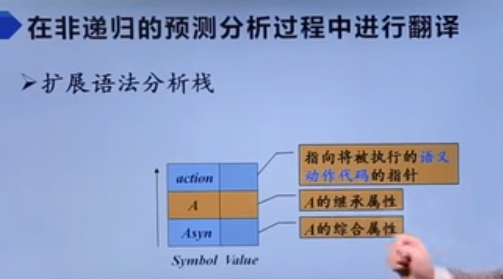 在非递归的预测分析过程中进行翻译
➢扩展语法分析栈
action
指向将被执行的语义
动作代码的指针
A
A的继承属性
Asyn
A的综合属性
Symbol Value